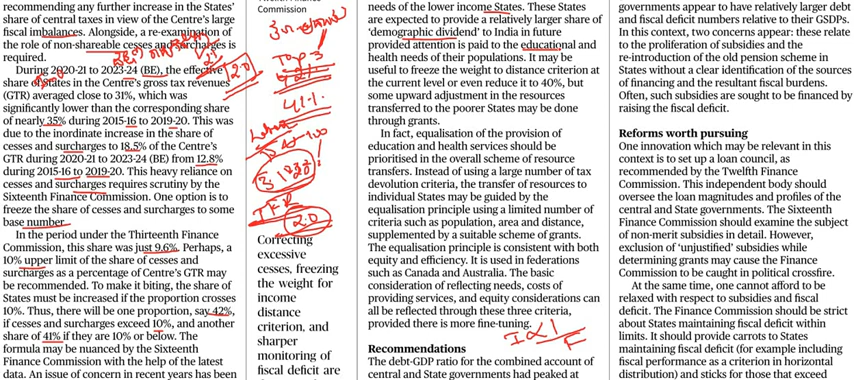 recommending any further increase in the States'
share of central taxes in view of the Centre's large
fiscal imbalances. Alongside, a re-examination of
the role of non-shareable cesses and surcharges is
required.
During 2020-21 to 2023-24 (BE), the effective
share of States in the Centre's gross tax revenues
(GTR) averaged close to 31%, which was
significantly lower than the corresponding share
of nearly 35% during 2015-16 to 2019-20. This was
due to the inordinate increase in the share of
cesses and surcharges to 18.5% of the Centre's
GTR during 2020-21 to 2023-24 (BE) from 12.8%
during 2015-16 to 2019-20. This heavy reliance on
cesses and surcharges requires scrutiny by the
Sixteenth Finance Commission. One option is to
freeze the share of cesses and surcharges to some
base number.
In the period under the Thirteenth Finance
Commission, this share was just 9.6%. Perhaps, a
10% upper limit of the share of cesses and
surcharges as a percentage of Centre's GTR may
be recommended. To make it biting, the share of
States must be increased if the proportion crosses
10%. Thus, there will be one proportion, say 42%,
if cesses and surcharges exceed 10%, and another
share of 41% if they are 10% or below. The
formula may be nuanced by the Sixteenth
Finance Commission with the help of the latest
data. An issue of concern in recent years has been
Commission
Top 3
41%
2.0
Correcting
excessive
cesses, freezing
the weight for
income
distance
criterion, and
sharper
monitoring of
fiscal deficit are
needs of the lower income States. These States
are expected to provide a relatively larger share of
'demographic dividend' to India in future
provided attention is paid to the educational and
health needs of their populations. It may be
useful to freeze the weight to distance criterion at
the current level or even reduce it to 40%, but
some upward adjustment in the resources
transferred to the poorer States may be done
through grants.
In fact, equalisation of the provision of
education and health services should be
prioritised in the overall scheme of resource
transfers. Instead of using a large number of tax
devolution criteria, the transfer of resources to
individual States may be guided by the
equalisation principle using a limited number of
criteria such as population, area and distance,
supplemented by a suitable scheme of grants.
The equalisation principle is consistent with both
equity and efficiency. It is used in federations
such as Canada and Australia. The basic
consideration of reflecting needs, costs of
providing services, and equity considerations can
all be reflected through these three criteria,
provided there is more fine-tuning.
Recommendations
The debt-GDP ratio for the combined account of
central and State governments had peaked at
governments appear to have relatively larger debt
and fiscal deficit numbers relative to their GSDPs.
In this context, two concerns appear: these relate
to the proliferation of subsidies and the
re-introduction of the old pension scheme in
States without a clear identification of the sources
of financing and the resultant fiscal burdens.
Often, such subsidies are sought to be financed by
raising the fiscal deficit.
Reforms worth pursuing
One innovation which may be relevant in this
context is to set up a loan council, as
recommended by the Twelfth Finance
Commission. This independent body should
oversee the loan magnitudes and profiles of the
central and State governments. The Sixteenth
Finance Commission should examine the subject
of non-merit subsidies in detail. However,
exclusion of 'unjustified' subsidies while
determining grants may cause the Finance
Commission to be caught in political crossfire.
At the same time, one cannot afford to be
relaxed with respect to subsidies and fiscal
deficit. The Finance Commission should be strict
about States maintaining fiscal deficit within
limits. It should provide carrots to States
maintaining fiscal deficit (for example including
fiscal performance as a criterion in horizontal
distribution) and sticks for those that exceed